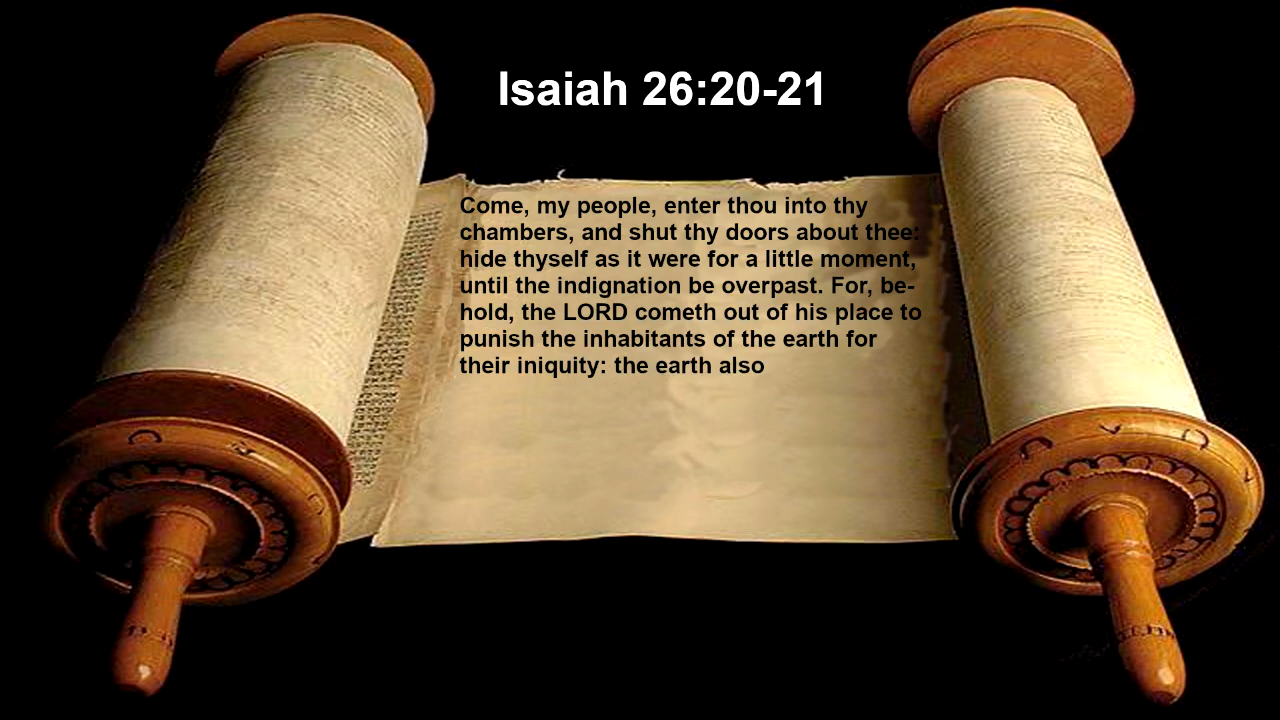 Isaiah 26:20-21
Come, my people, enter thou into thy
chambers, and shut thy doors about thee:
hide thyself as it were for a little moment,
until the indignation be overpast. For, be-
hold, the LORD cometh out of his place to
punish the inhabitants of the earth for
their iniquity: the earth also